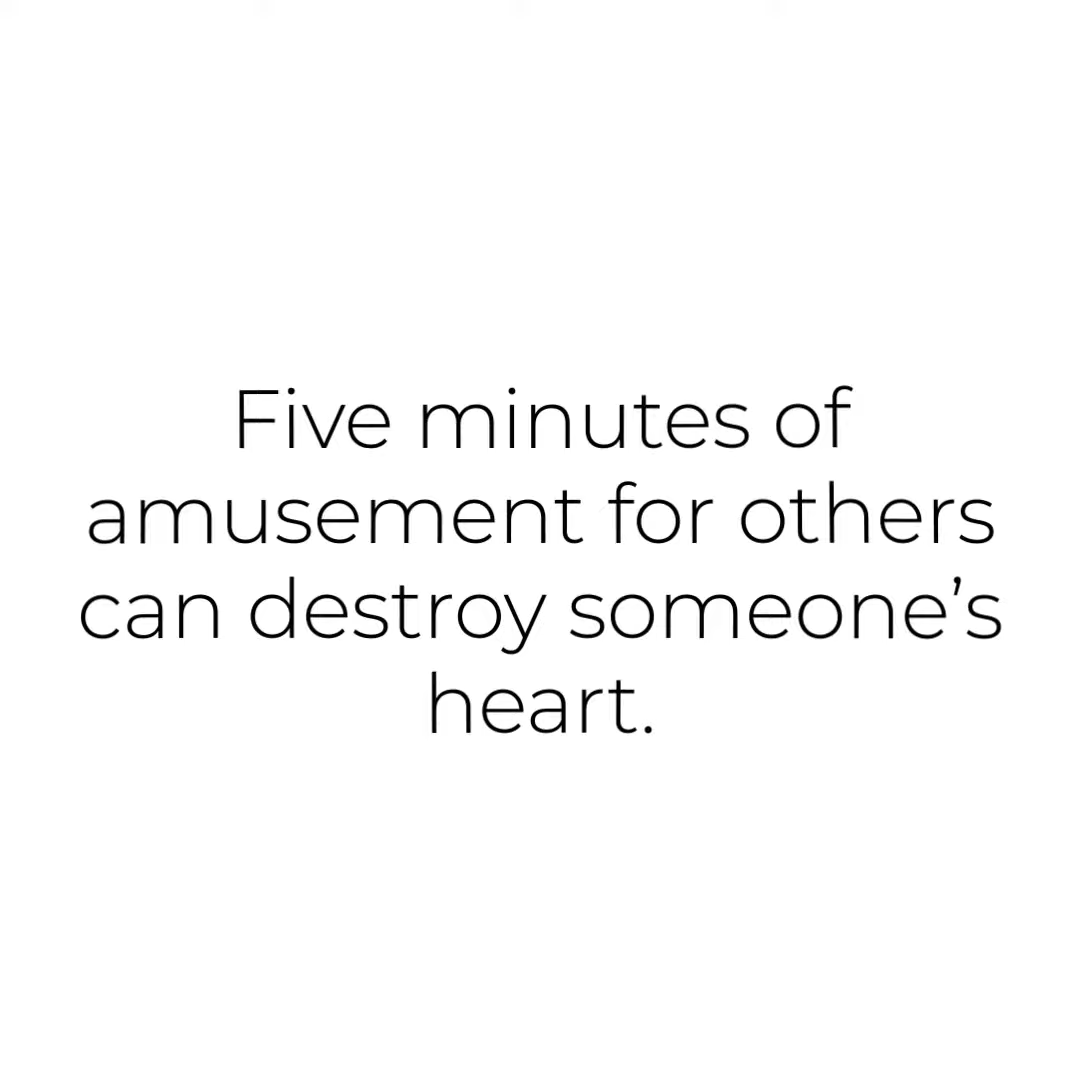 Five minutes of
amusement for others
can destroy someone’s
heart.